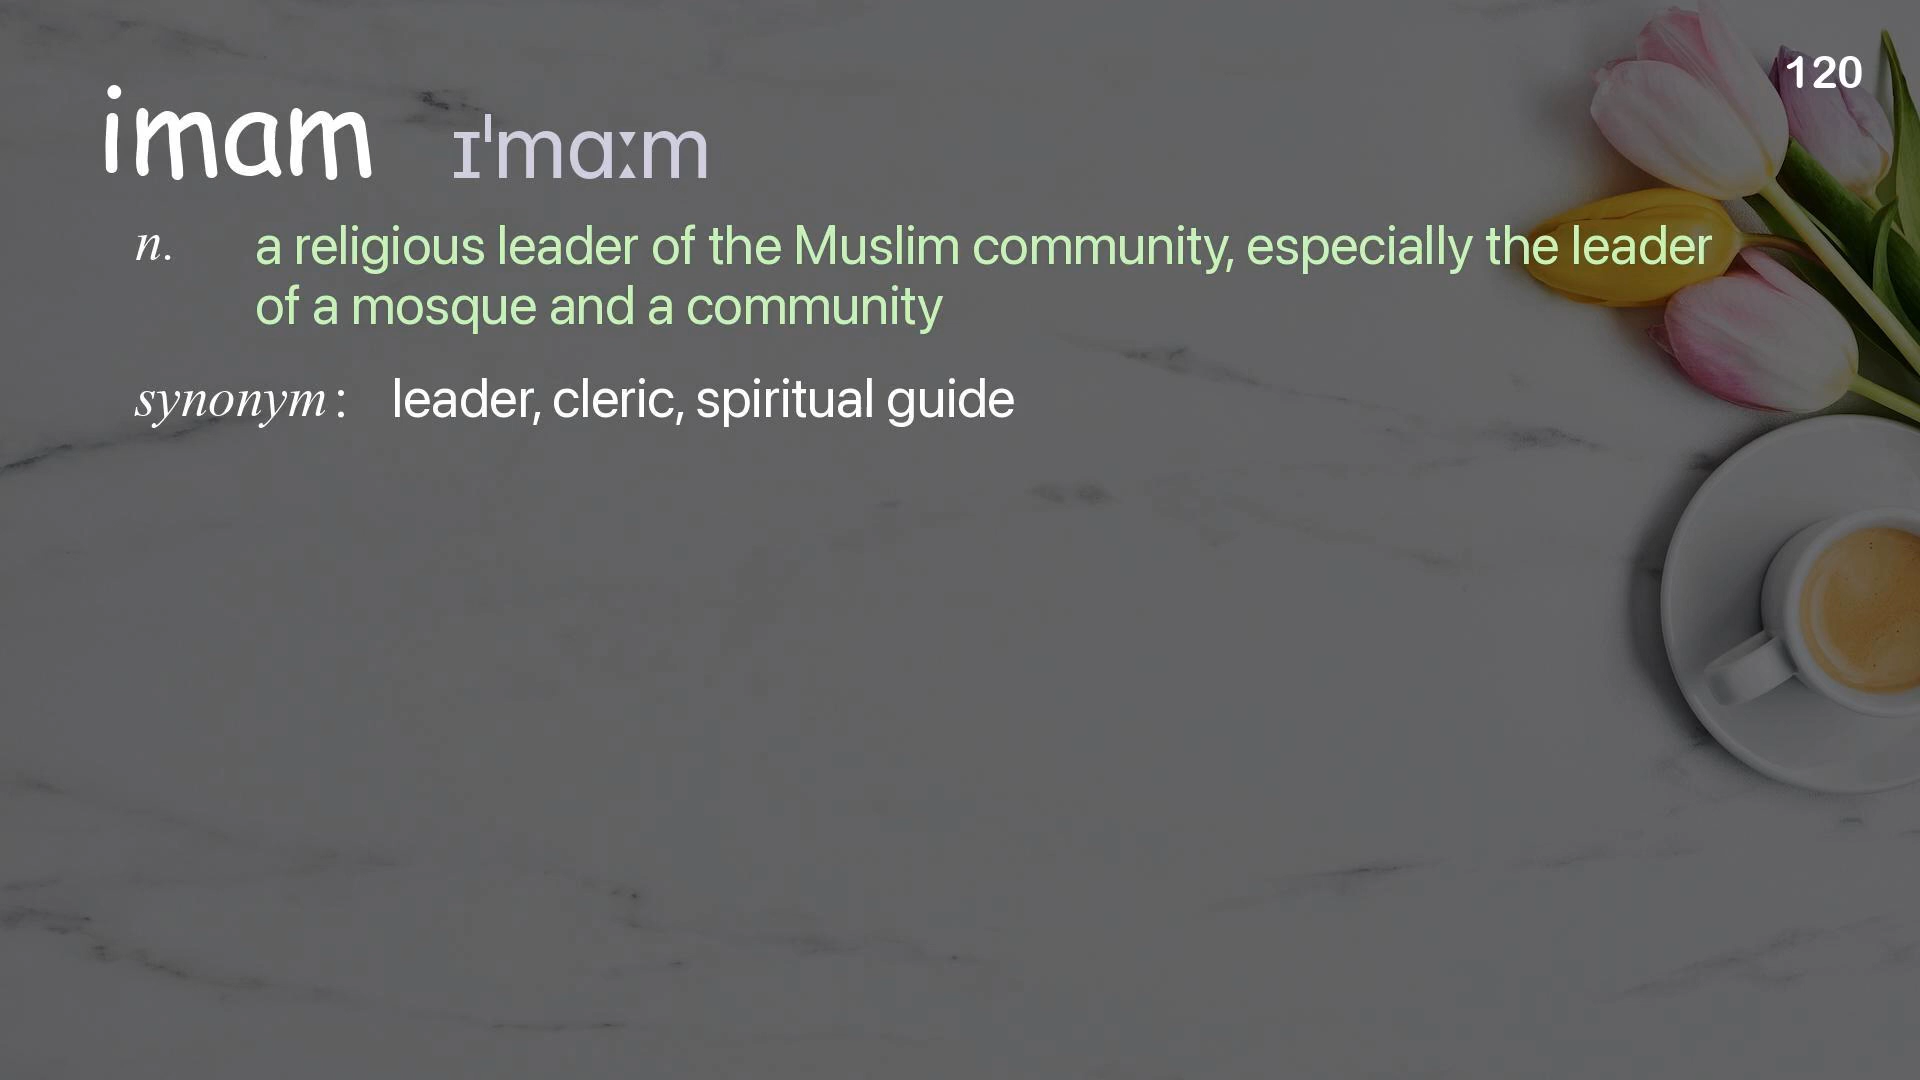 120
imam ɪˈmɑːm
n. a religious leader of the Muslim community, especially the leader
of a mosque and a community
synonym: leader, cleric, spiritual guide